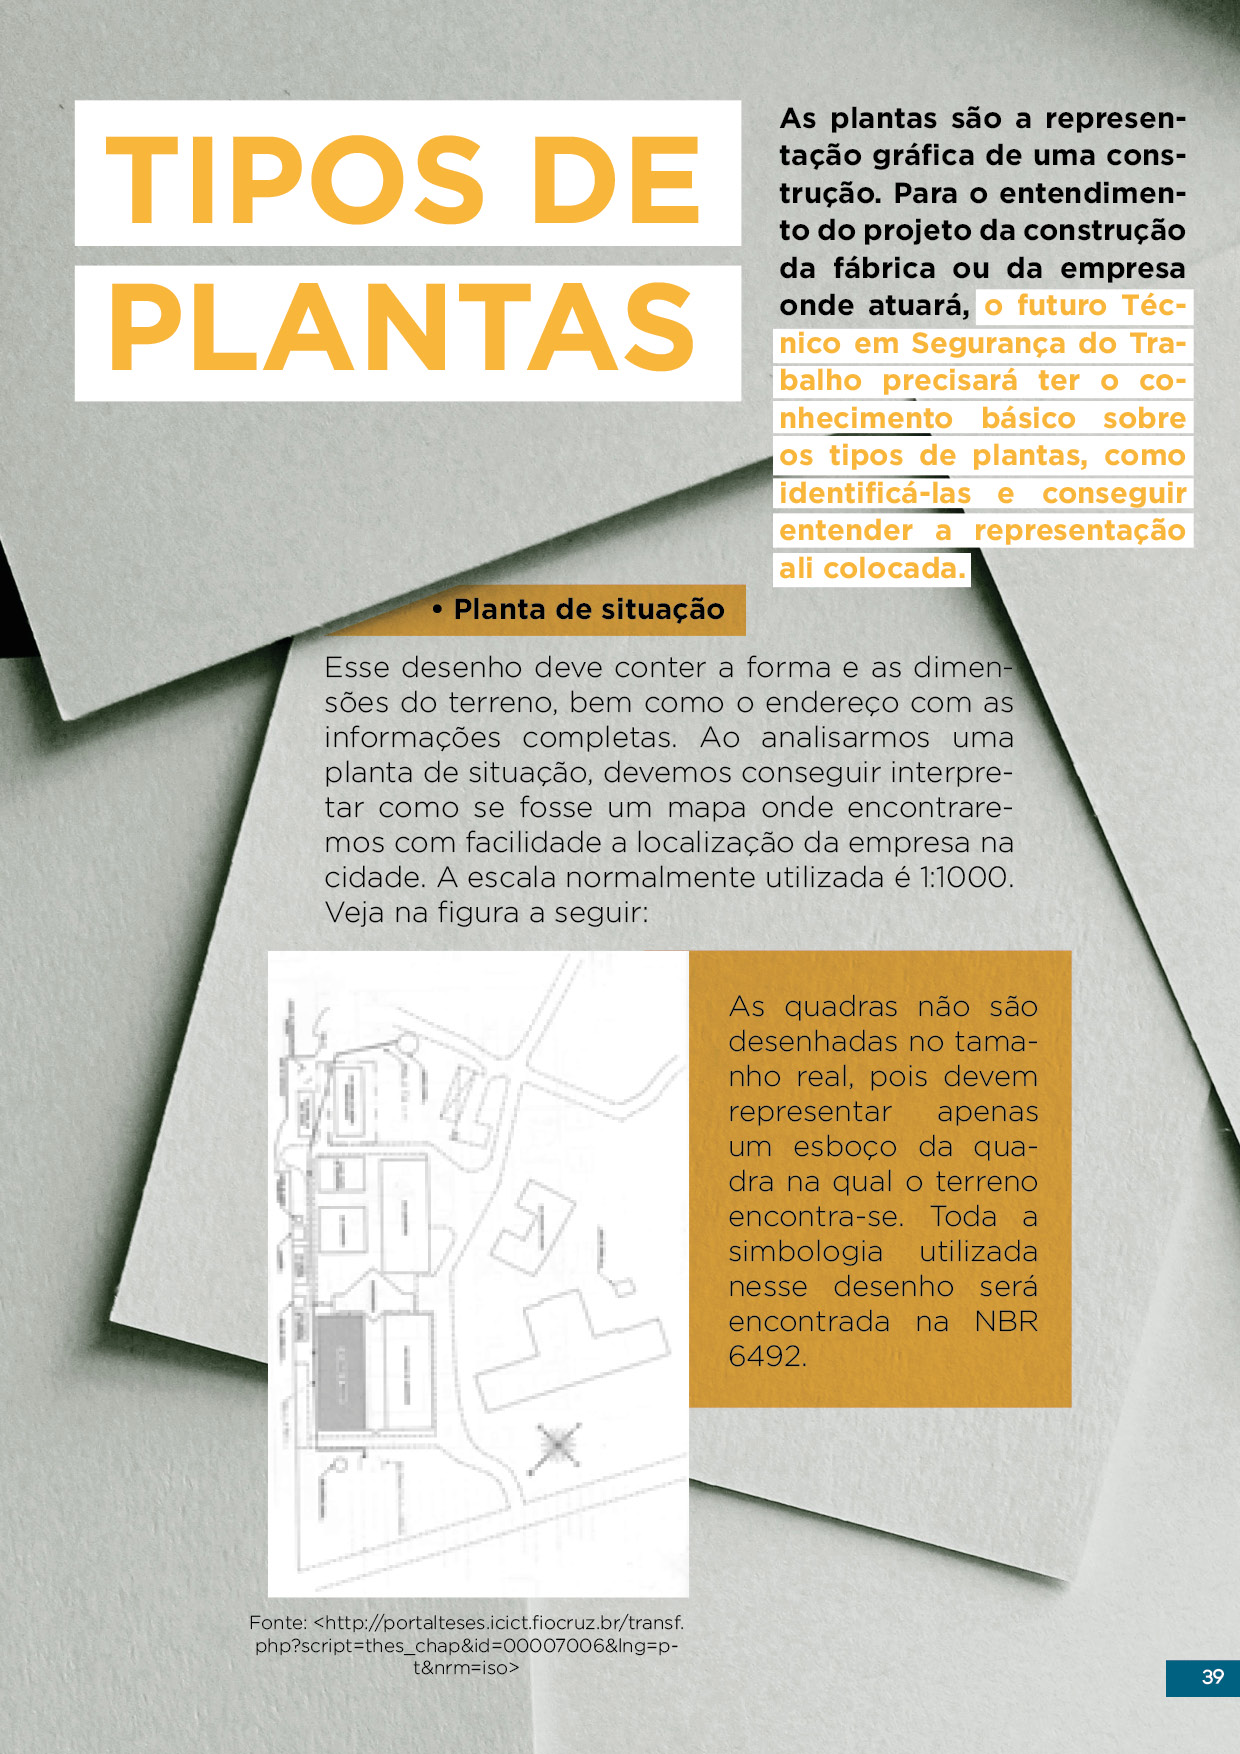 TIPOS DE
PLANTAS
As plantas são a represen-
tação gráfica de uma cons-
trução. Para o entendimen-
to do projeto da construção
da fábrica ou da empresa
onde atuará, o futuro Téc-
nico em Segurança do Tra-
balho precisará ter o co-
nhecimento básico sobre
os tipos de plantas, como
identificá-las e conseguir
entender a representação
ali colocada.
• Planta de situação
Esse desenho deve conter a forma e as dimen-
sões do terreno, bem como o endereço com as
informações completas. Ao analisarmos uma
planta de situação, devemos conseguir interpre-
tar como se fosse um mapa onde encontrare-
mos com facilidade a localização da empresa na
cidade. A escala normalmente utilizada é 1:1000.
Veja na figura a seguir:
As quadras não são
desenhadas no tama-
nho real, pois devem
representar apenas
um esboço da qua-
dra na qual o terreno
encontra-se. Toda a
simbologia utilizada
nesse desenho será
encontrada na NBR
6492.
Fonte: <http://portalteses.icict.fiocruz.br/transf.
php?script=thes_chap&id=00007006&lng=p-
t&nrm=iso>
39